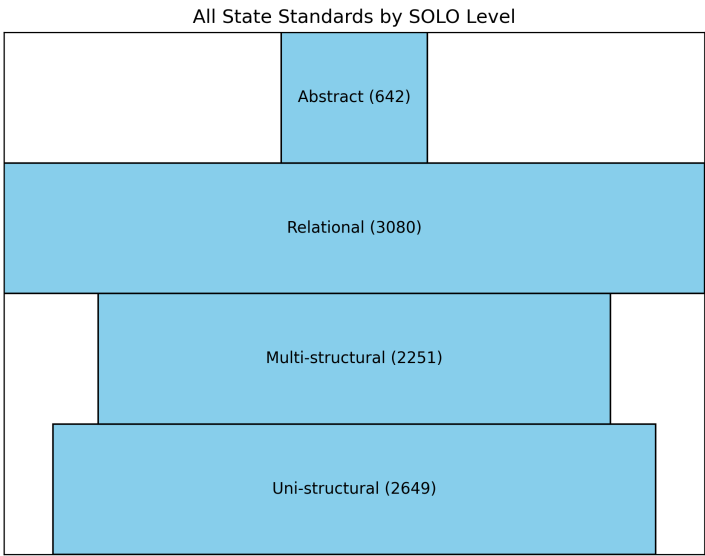 All State Standards by SOLO Level
Abstract (642)
Relational (3080)
Multi-structural (2251)
Uni-structural (2649)